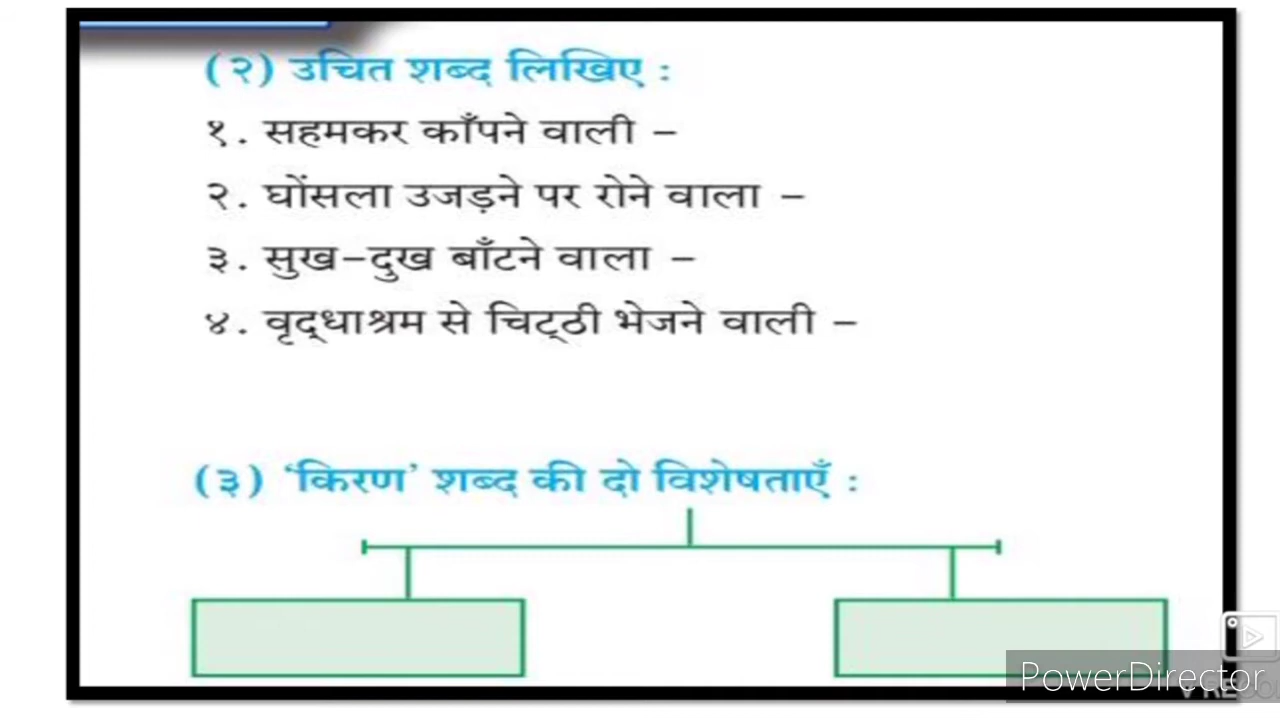 (२) उचित शब्द लिखिए :
१. सहमकर काँपने वाली –
२. घोंसला उजड़ने पर रोने वाला –
३. सुख–दुख बाँटने वाला –
४. वृद्‌धाश्रम से चिट्‌ठी भेजने वाली –
(३) ‘किरण’ शब्द की दो विशेषताएँ :
PowerDirector